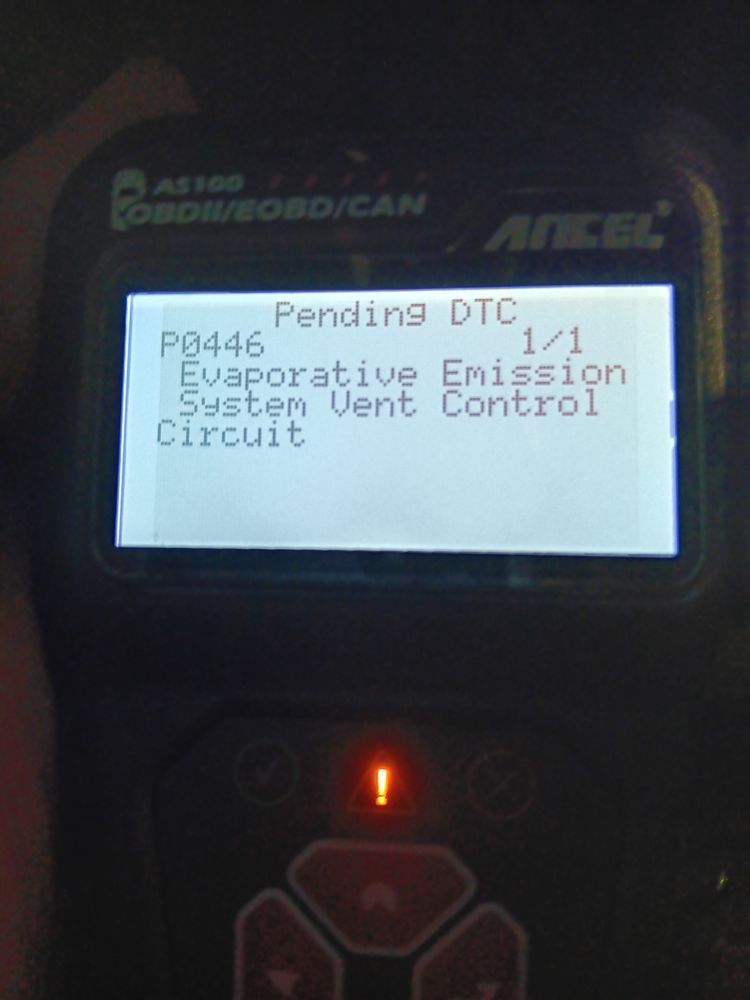 AS100
OBDII/EOBD/CAN
ANCEL®
Pending DTC
P0446 1/1
Evaporative Emission
System Vent Control
Circuit
!